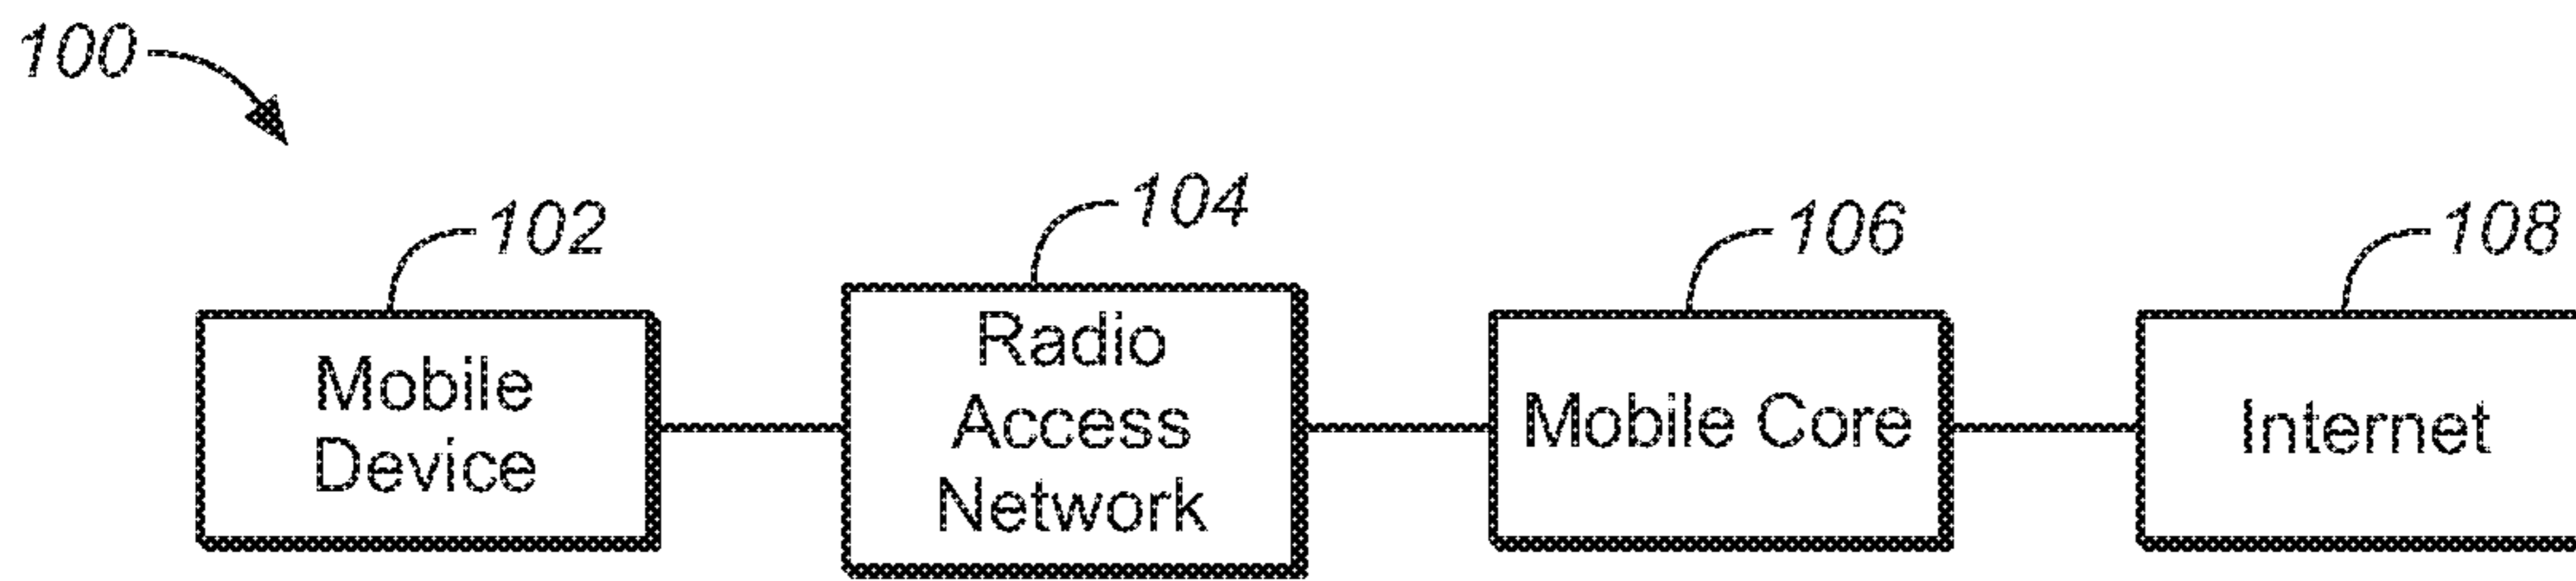 100
102
104
106
108
Mobile
Device
Radio
Access
Network
Mobile Core
Internet